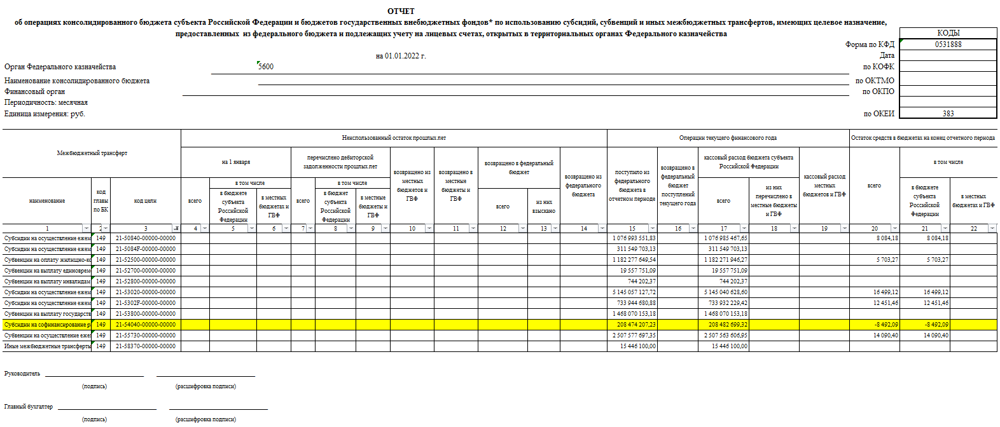 ОТЧЕТ
об операциях консолидированного бюджета субъекта Российской Федерации и бюджетов государственных внебюджетных фондов* по использованию субсидий, субвенций и иных межбюджетных трансфертов, имеющих целевое назначение,
предоставленных из федерального бюджета и подлежащих учету на лицевых счетах, открытых в территориальных органах Федерального казначейства
КОДЫ
Форма по КФД 0531888
на 01.01.2022 г. Дата
Орган Федерального казначейства 5600 по КОФК
Наименование консолидированного бюджета по ОКТМО
Финансовый орган по ОКПО
Периодичность: месячная
Единица измерения: руб. по ОКЕИ 383
Межбюджетный трансферт
Неиспользованный остаток прошлых лет
Операции текущего финансового года
Остаток средств в бюджетах на конец отчетного периода
наименование
код главы по БК
код цели
на 1 января
всего
в том числе
в бюджете субъекта Российской Федерации
в местных бюджетах и ГВФ
перечислено дебиторской задолженности прошлых лет
всего
в том числе
в бюджет субъекта Российской Федерации
в местные бюджеты и ГВФ
возвращено из местных бюджетов и ГВФ
возвращено в местные бюджеты и ГВФ
возвращено в федеральный бюджет
всего
из них взыскано
возвращено из федерального бюджета
поступило из федерального бюджета в отчетном периоде
возвращено в федеральный бюджет поступлений текущего года
кассовый расход бюджета субъекта Российской Федерации
всего
из них перечислено в местные бюджеты и ГВФ
кассовый расход местных бюджетов и ГВФ
всего
в том числе
в бюджете субъекта Российской Федерации
в местных бюджетах и ГВФ
1 2 3 4 5 6 7 8 9 10 11 12 13 14 15 16 17 18 19 20 21 22
Субсидии на осуществление ежем 149 21-50840-00000-00000 1 076 993 551,83 1 076 985 467,65 8 084,18 8 084,18
Субсидии на осуществление ежем 149 21-5084F-00000-00000 311 549 703,13 311 549 703,13
Субвенции на оплату жилищно-ко 149 21-52500-00000-00000 1 182 277 649,54 1 182 271 946,27 5 703,27 5 703,27
Субвенции на выплату единоврем 149 21-52700-00000-00000 19 557 751,09 19 557 751,09
Субвенции на выплату инвалидам 149 21-52800-00000-00000 744 202,37 744 202,37
Субсидии на осуществление ежем 149 21-53020-00000-00000 5 145 057 127,72 5 145 040 628,60 16 499,12 16 499,12
Субсидии на осуществление ежем 149 21-5302F-00000-00000 733 944 680,88 733 932 229,42 12 451,46 12 451,46
Субвенции на выплату государств 149 21-53800-00000-00000 1 468 070 153,18 1 468 070 153,18
Субсидии на софинансирование ра 149 21-54040-00000-00000 208 474 207,23 208 482 699,32 -8 492,09 -8 492,09
Субвенции на осуществление ежем 149 21-55730-00000-00000 2 507 577 697,35 2 507 563 606,95 14 090,40 14 090,40
Иные межбюджетные трансферты 149 21-58370-00000-00000 15 446 100,00 15 446 100,00
Руководитель
(подпись) (расшифровка подписи)
Главный бухгалтер
(подпись) (расшифровка подписи)